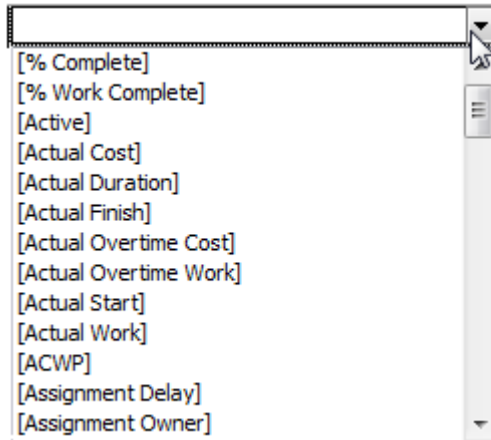 [% Complete]
[% Work Complete]
[Active]
[Actual Cost]
[Actual Duration]
[Actual Finish]
[Actual Overtime Cost]
[Actual Overtime Work]
[Actual Start]
[Actual Work]
[ACWP]
[Assignment Delay]
[Assignment Owner]